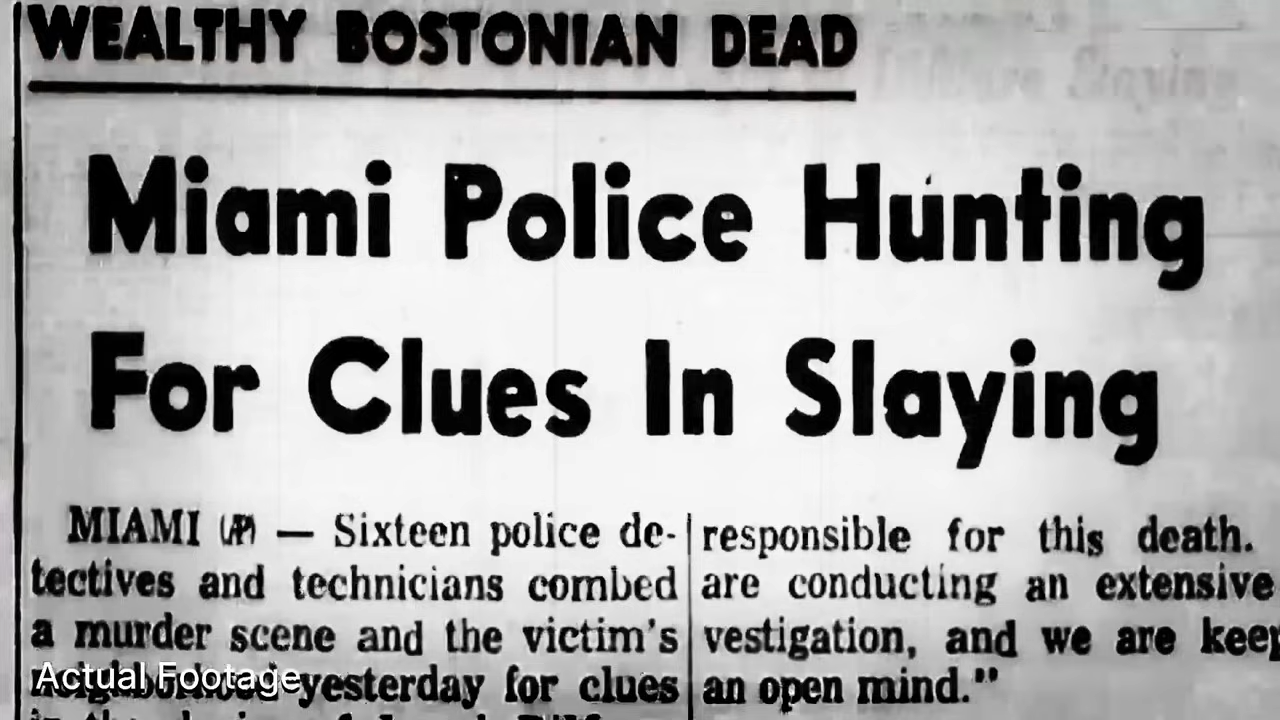 WEALTHY BOSTONIAN DEAD
Miami Police Hunting
For Clues In Slaying
MIAMI (AP) — Sixteen police de-
tectives and technicians combed
a murder scene and the victim's
yesterday for clues
responsible for this death.
are conducting an extensive
vestigation, and we are keep
an open mind."
Actual Footage